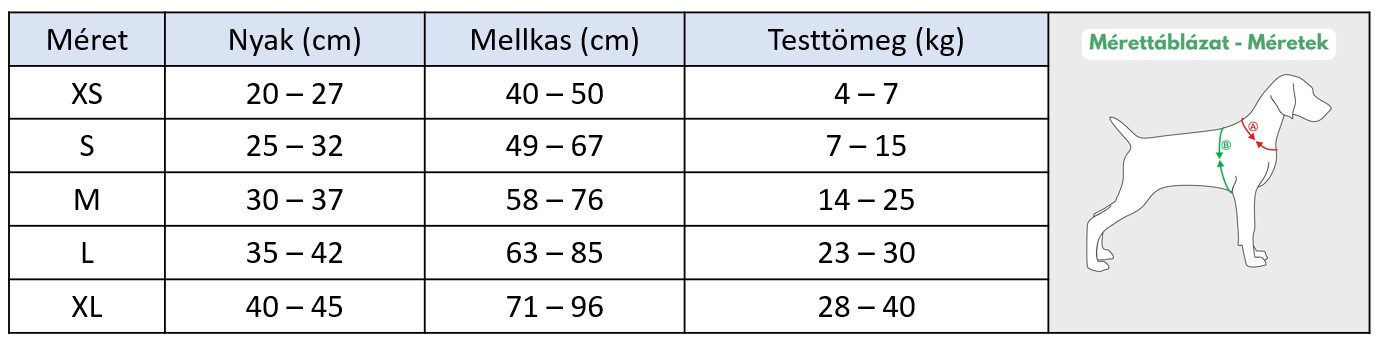 Méret Nyak (cm) Mellkas (cm) Testtömeg (kg)
XS 20 – 27 40 – 50 4 – 7
S 25 – 32 49 – 67 7 – 15
M 30 – 37 58 – 76 14 – 25
L 35 – 42 63 – 85 23 – 30
XL 40 – 45 71 – 96 28 – 40
Mérettáblázat - Méretek
A
B